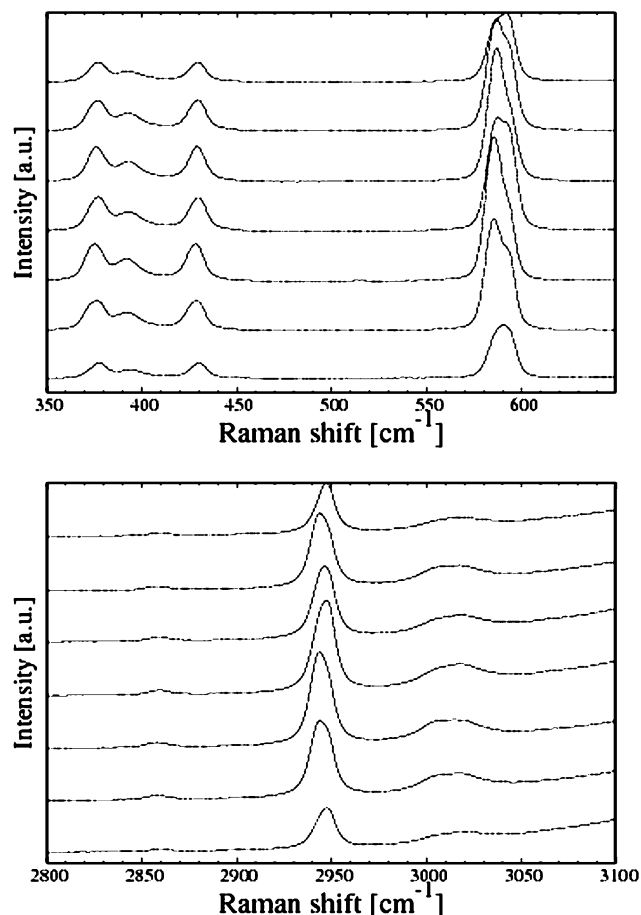 Intensity [a.u.]
350 400 450 500 550 600
Raman shift [cm-1]
Intensity [a.u.]
2800 2850 2900 2950 3000 3050 3100
Raman shift [cm-1]